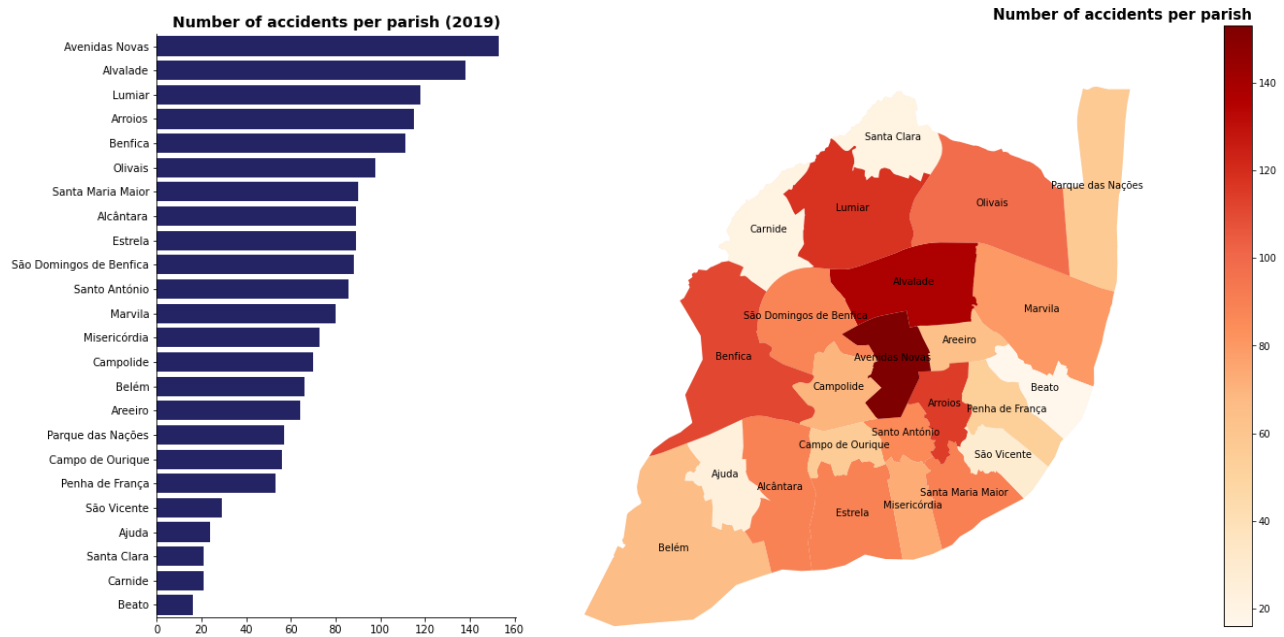 Number of accidents per parish (2019)
Avenidas Novas
Alvalade
Lumiar
Arroios
Benfica
Olivais
Santa Maria Maior
Alcântara
Estrela
São Domingos de Benfica
Santo António
Marvila
Misericórdia
Campolide
Belém
Areeiro
Parque das Nações
Campo de Ourique
Penha de França
São Vicente
Ajuda
Santa Clara
Carnide
Beato
0 20 40 60 80 100 120 140 160
Number of accidents per parish
Santa Clara
Parque das Nações
Olivais
Lumiar
Carnide
Alvalade
Marvila
São Domingos de Benfica
Areeiro
Benfica
Avenidas Novas
Campolide
Beato
Arroios
Penha de França
Santo António
Campo de Ourique
São Vicente
Ajuda
Alcântara
Santa Maria Maior
Misericórdia
Estrela
Belém
140
120
100
80
60
40
20